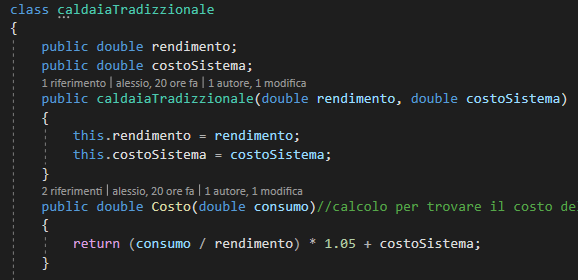 class caldaiaTradizzionale
{
public double rendimento;
public double costoSistema;
1 riferimento | alessio, 20 ore fa | 1 autore, 1 modifica
public caldaiaTradizzionale(double rendimento, double costoSistema)
{
this.rendimento = rendimento;
this.costoSistema = costoSistema;
}
2 riferimenti | alessio, 20 ore fa | 1 autore, 1 modifica
public double Costo(double consumo)//calcolo per trovare il costo
{
return (consumo / rendimento) * 1.05 + costoSistema;
}